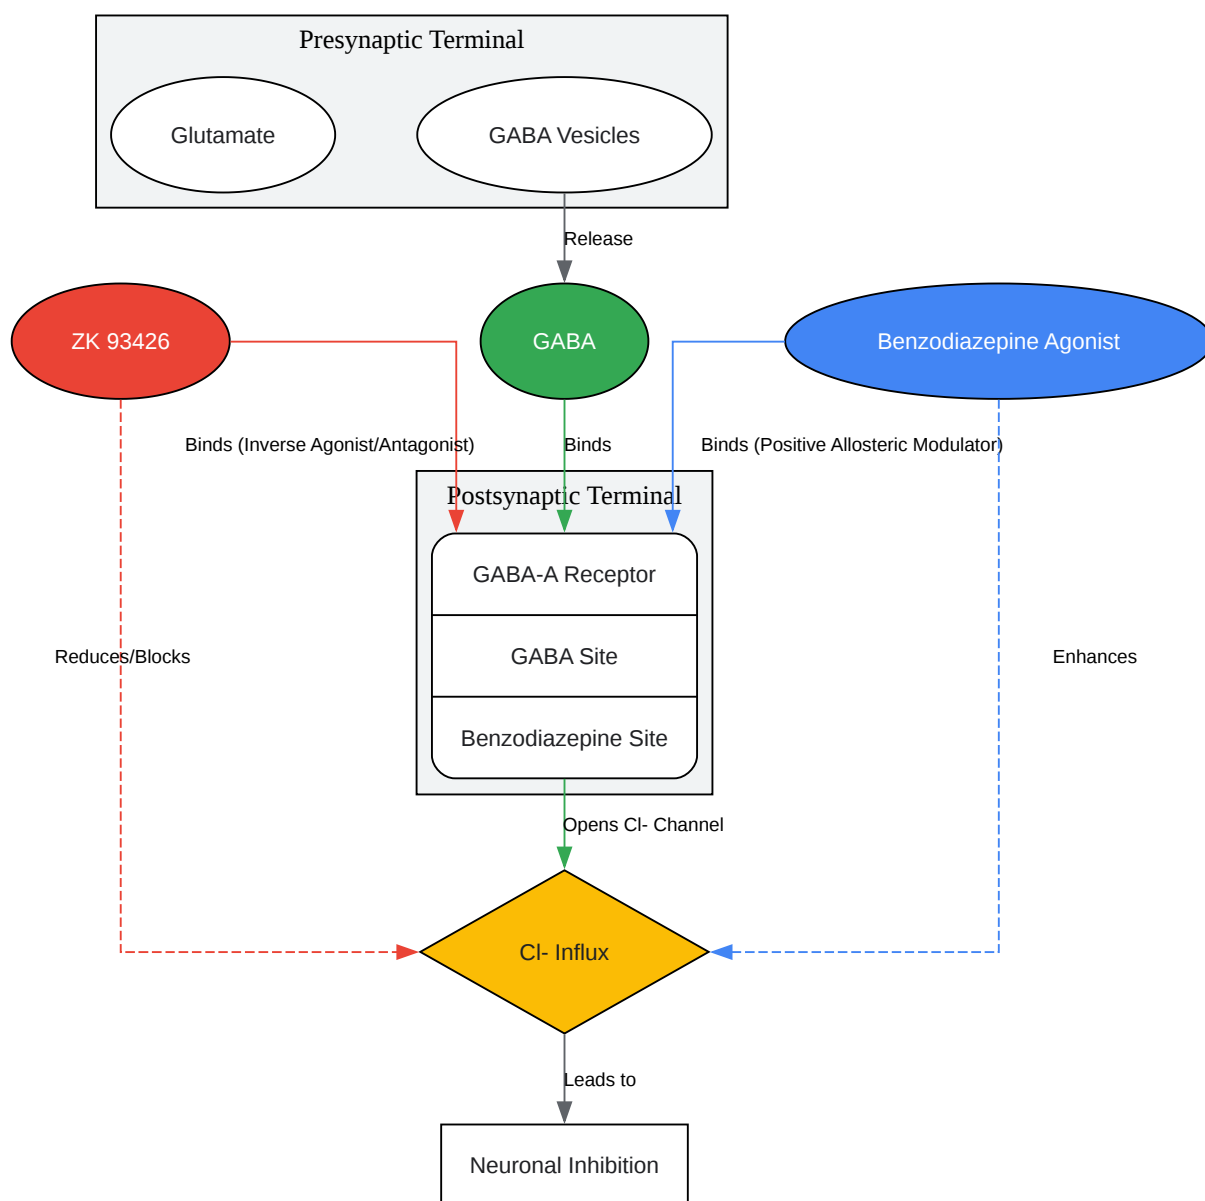 Presynaptic Terminal
Glutamate
GABA Vesicles
Release
ZK 93426
GABA
Benzodiazepine Agonist
Binds (Inverse Agonist/Antagonist)
Binds
Binds (Positive Allosteric Modulator)
Postsynaptic Terminal
GABA-A Receptor
GABA Site
Benzodiazepine Site
Reduces/Blocks
Enhances
Opens Cl- Channel
Cl- Influx
Leads to
Neuronal Inhibition